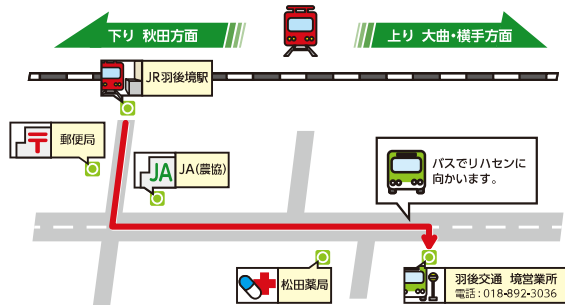 下り 秋田方面
上り 大曲・横手方面
JR羽後境駅
郵便局
JA
JA(農協)
バスでリハセンに
向かいます。
松田薬局
羽後交通 境営業所
電話:018-892-3036